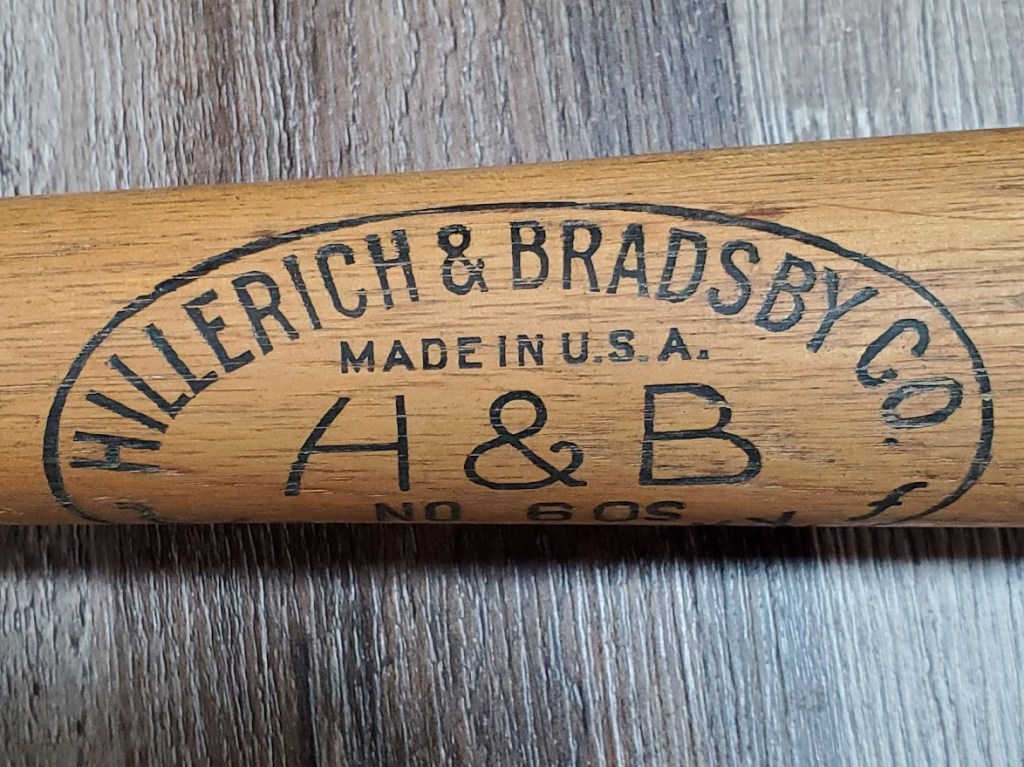 HILLERICH & BRADSBY CO.
MADE IN U.S.A.
H & B
NO. 60S